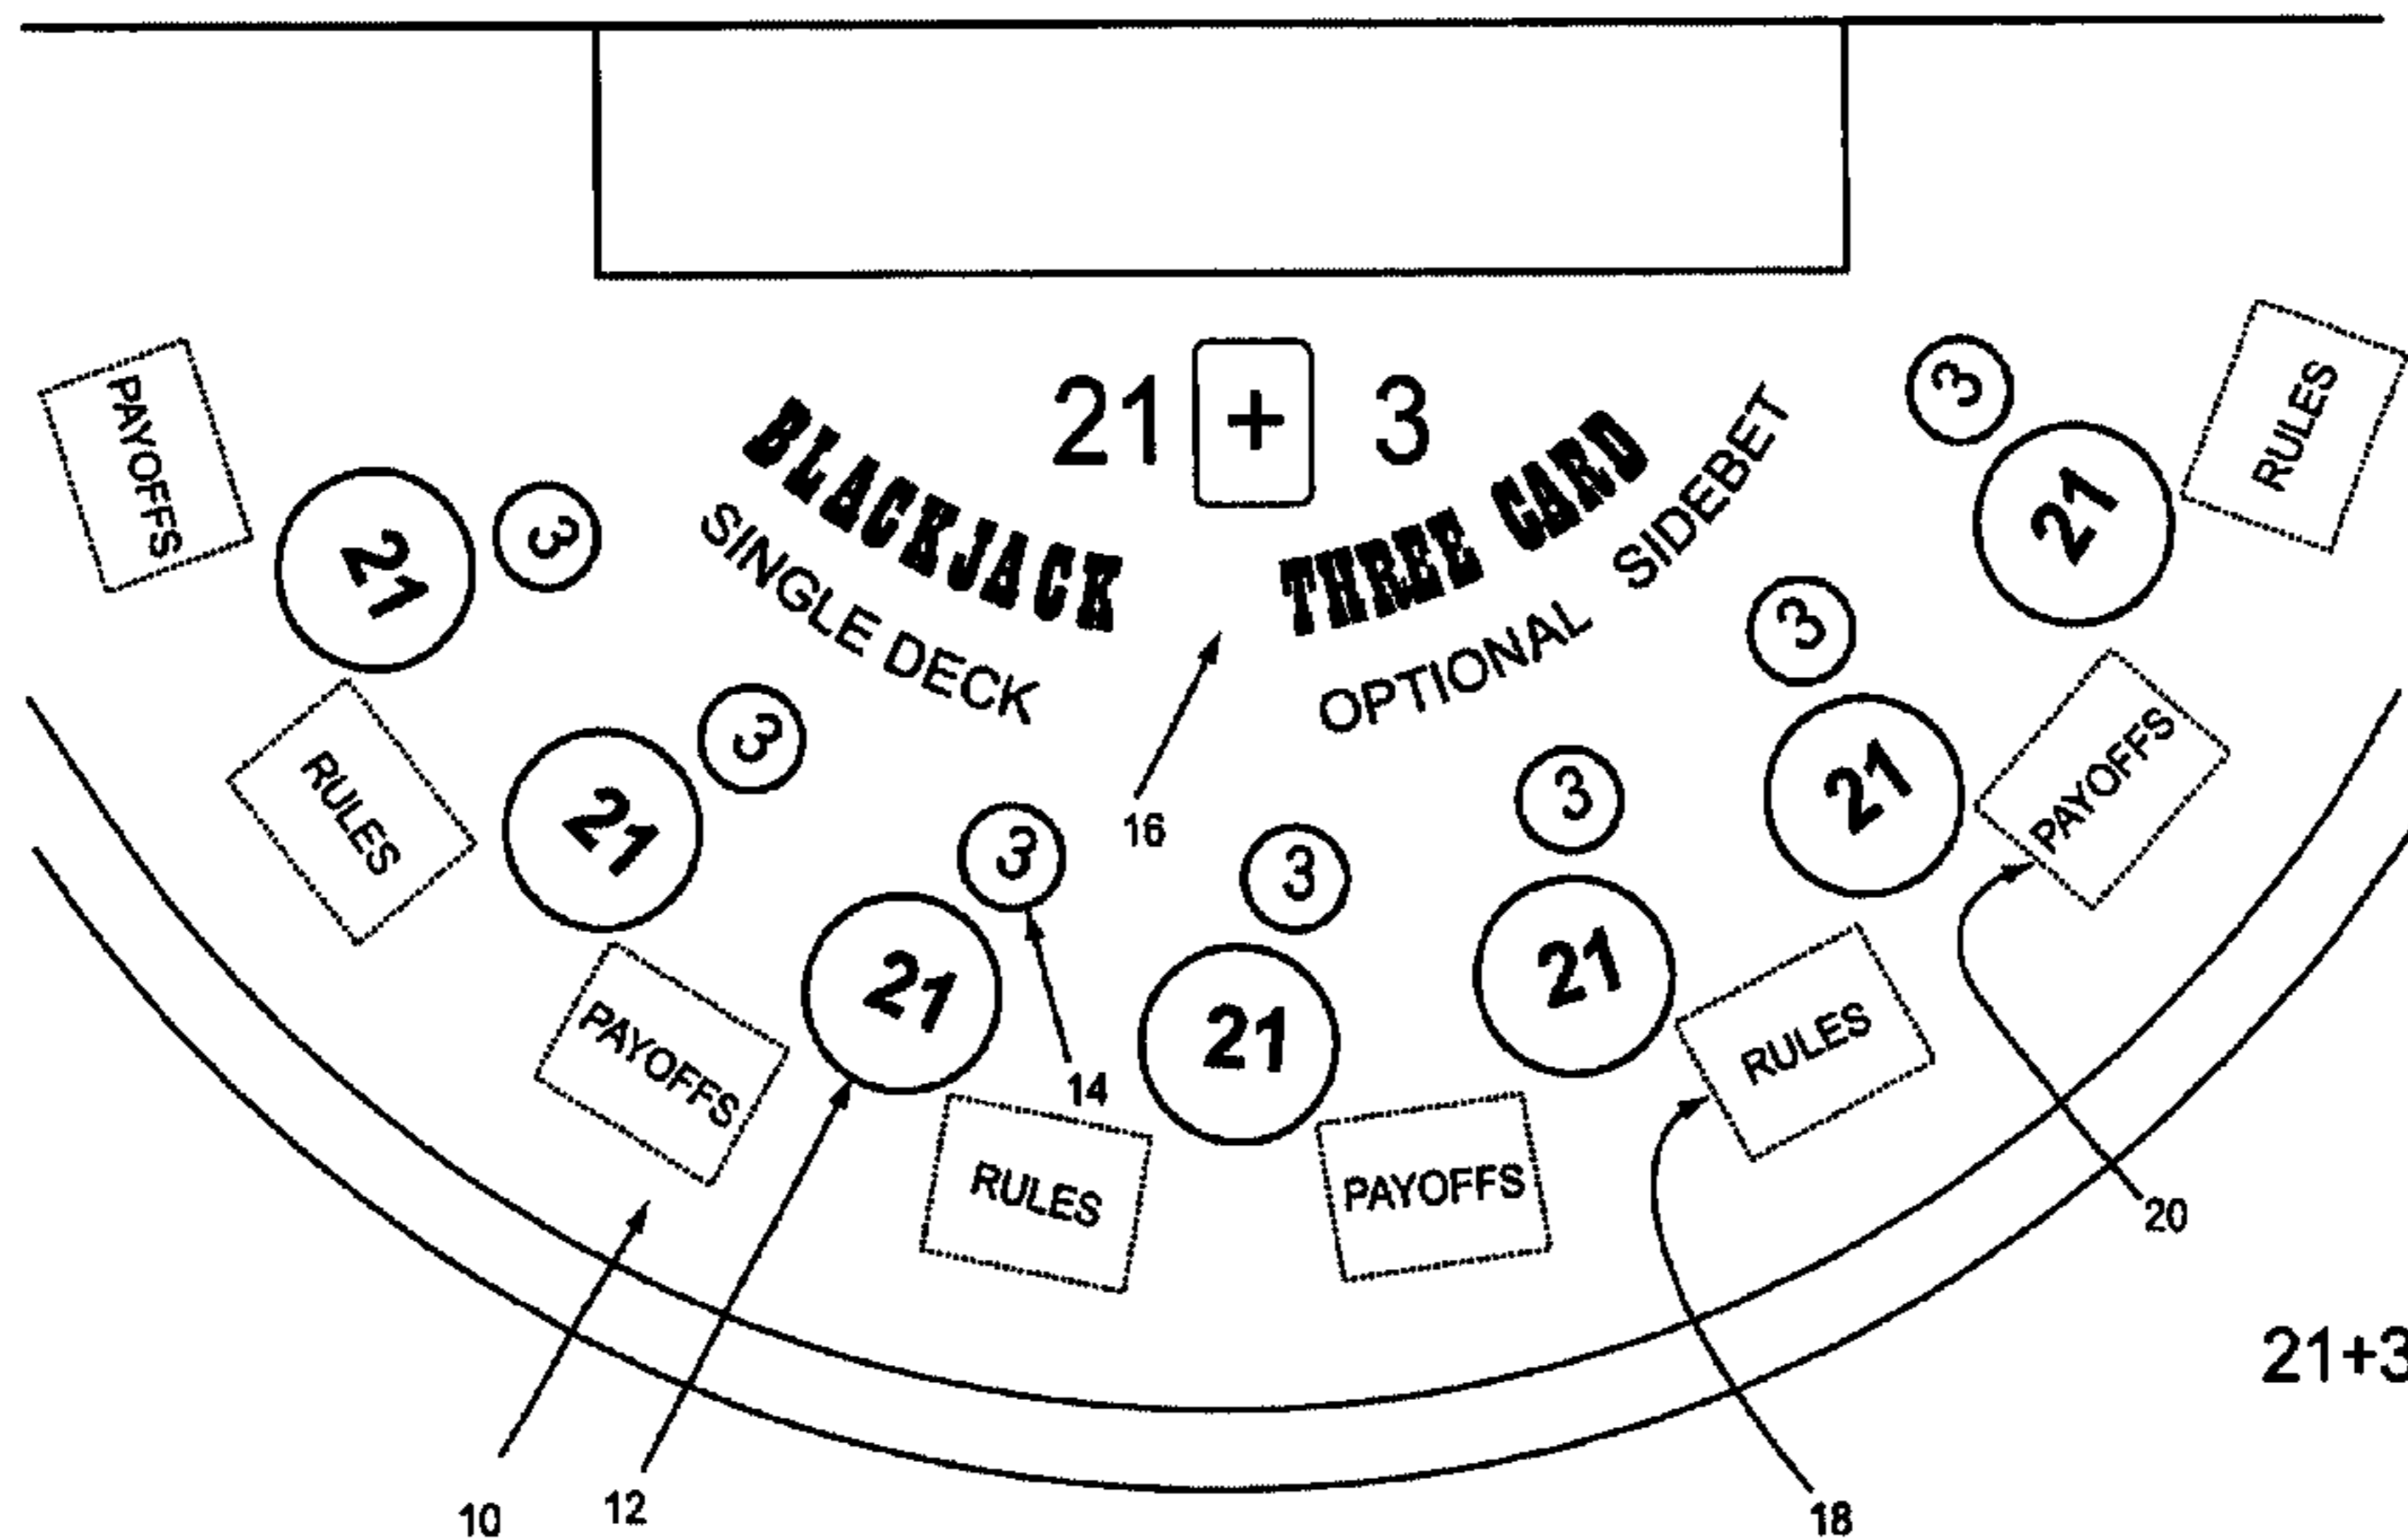 21 + 3
BLACKJACK
THREE CARD
SINGLE DECK
OPTIONAL SIDEBET
PAYOFFS
21
3
RULES
21
3
PAYOFFS
21
3
RULES
21
3
PAYOFFS
21
3
RULES
21
3
PAYOFFS
21
3
RULES
16
14
10
12
18
20
21+3